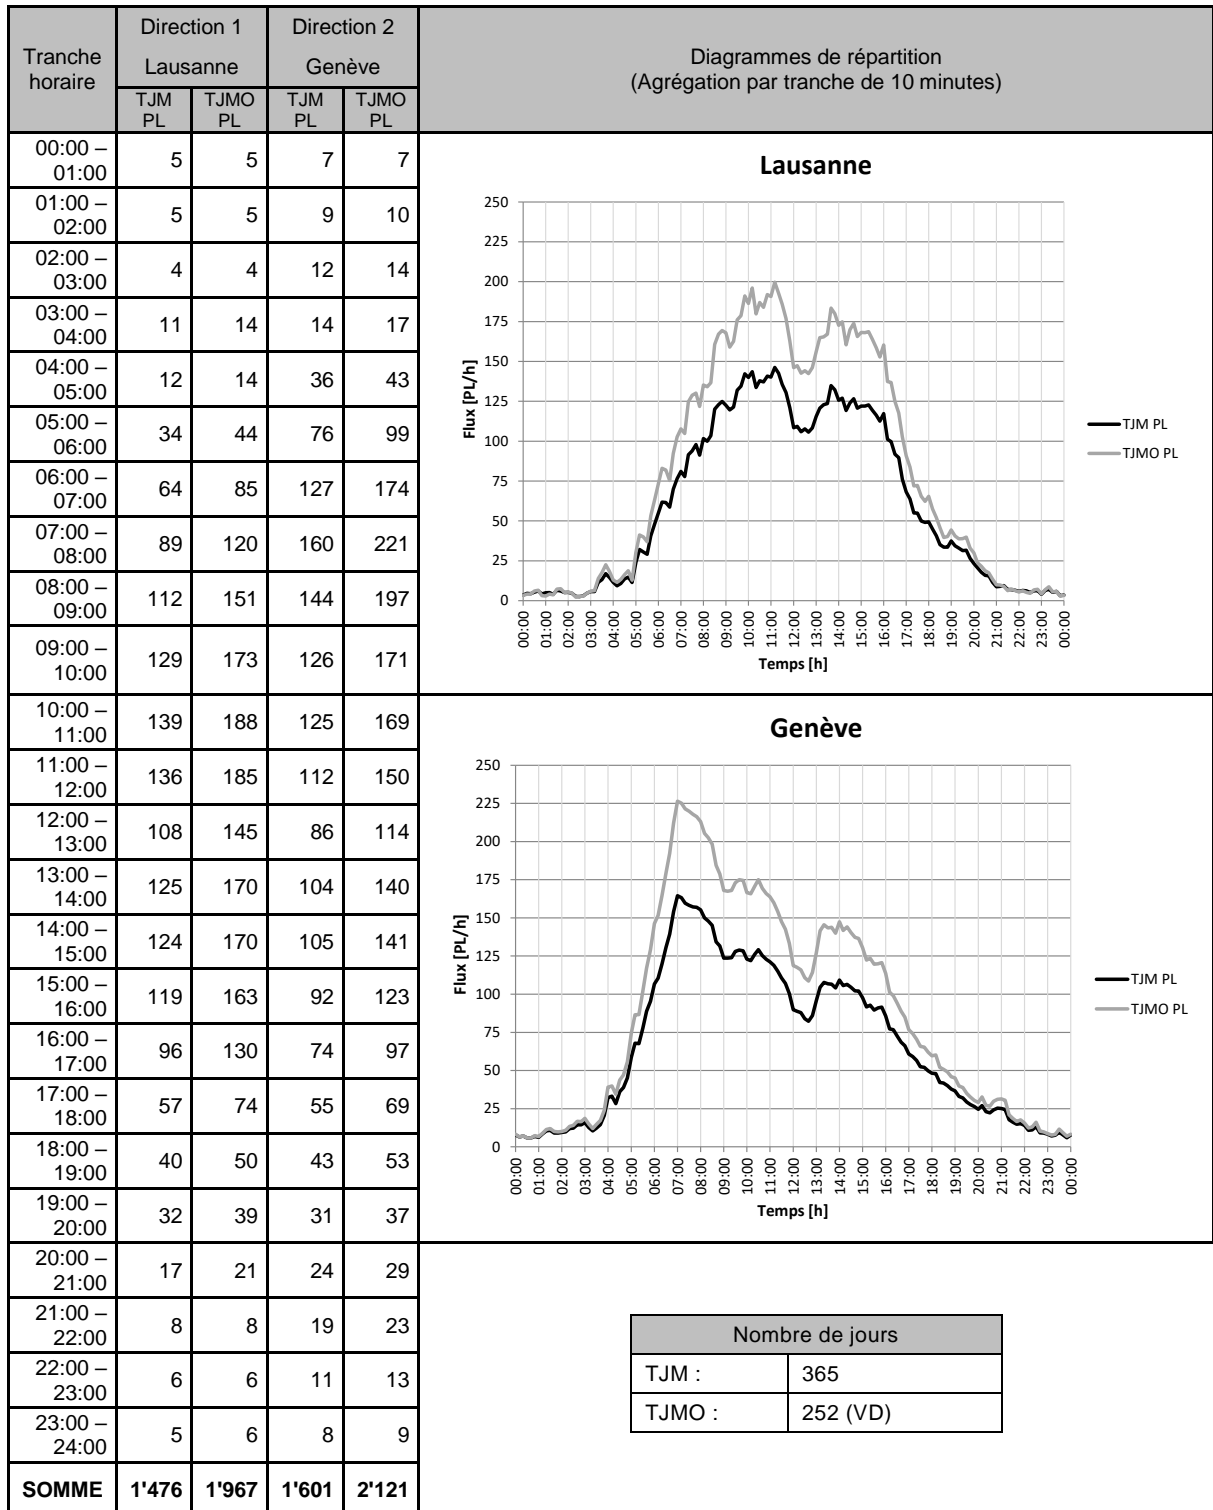 Tranche horaire
Direction 1
Lausanne
Direction 2
Genève
Diagrammes de répartition
(Agrégation par tranche de 10 minutes)
TJM PL
TJMO PL
TJM PL
TJMO PL
00:00 – 01:00 5 5 7 7
01:00 – 02:00 5 5 9 10
02:00 – 03:00 4 4 12 14
03:00 – 04:00 11 14 14 17
04:00 – 05:00 12 14 36 43
05:00 – 06:00 34 44 76 99
06:00 – 07:00 64 85 127 174
07:00 – 08:00 89 120 160 221
08:00 – 09:00 112 151 144 197
09:00 – 10:00 129 173 126 171
10:00 – 11:00 139 188 125 169
11:00 – 12:00 136 185 112 150
12:00 – 13:00 108 145 86 114
13:00 – 14:00 125 170 104 140
14:00 – 15:00 124 170 105 141
15:00 – 16:00 119 163 92 123
16:00 – 17:00 96 130 74 97
17:00 – 18:00 57 74 55 69
18:00 – 19:00 40 50 43 53
19:00 – 20:00 32 39 31 37
20:00 – 21:00 17 21 24 29
21:00 – 22:00 8 8 19 23
22:00 – 23:00 6 6 11 13
23:00 – 24:00 5 6 8 9
SOMME 1'476 1'967 1'601 2'121
Lausanne
250
225
200
175
150
125
100
75
50
25
0
Flux [PL/h]
00:00 01:00 02:00 03:00 04:00 05:00 06:00 07:00 08:00 09:00 10:00 11:00 12:00 13:00 14:00 15:00 16:00 17:00 18:00 19:00 20:00 21:00 22:00 23:00 00:00
Temps [h]
TJM PL
TJMO PL
Genève
250
225
200
175
150
125
100
75
50
25
0
Flux [PL/h]
00:00 01:00 02:00 03:00 04:00 05:00 06:00 07:00 08:00 09:00 10:00 11:00 12:00 13:00 14:00 15:00 16:00 17:00 18:00 19:00 20:00 21:00 22:00 23:00 00:00
Temps [h]
TJM PL
TJMO PL
Nombre de jours
TJM : 365
TJMO : 252 (VD)